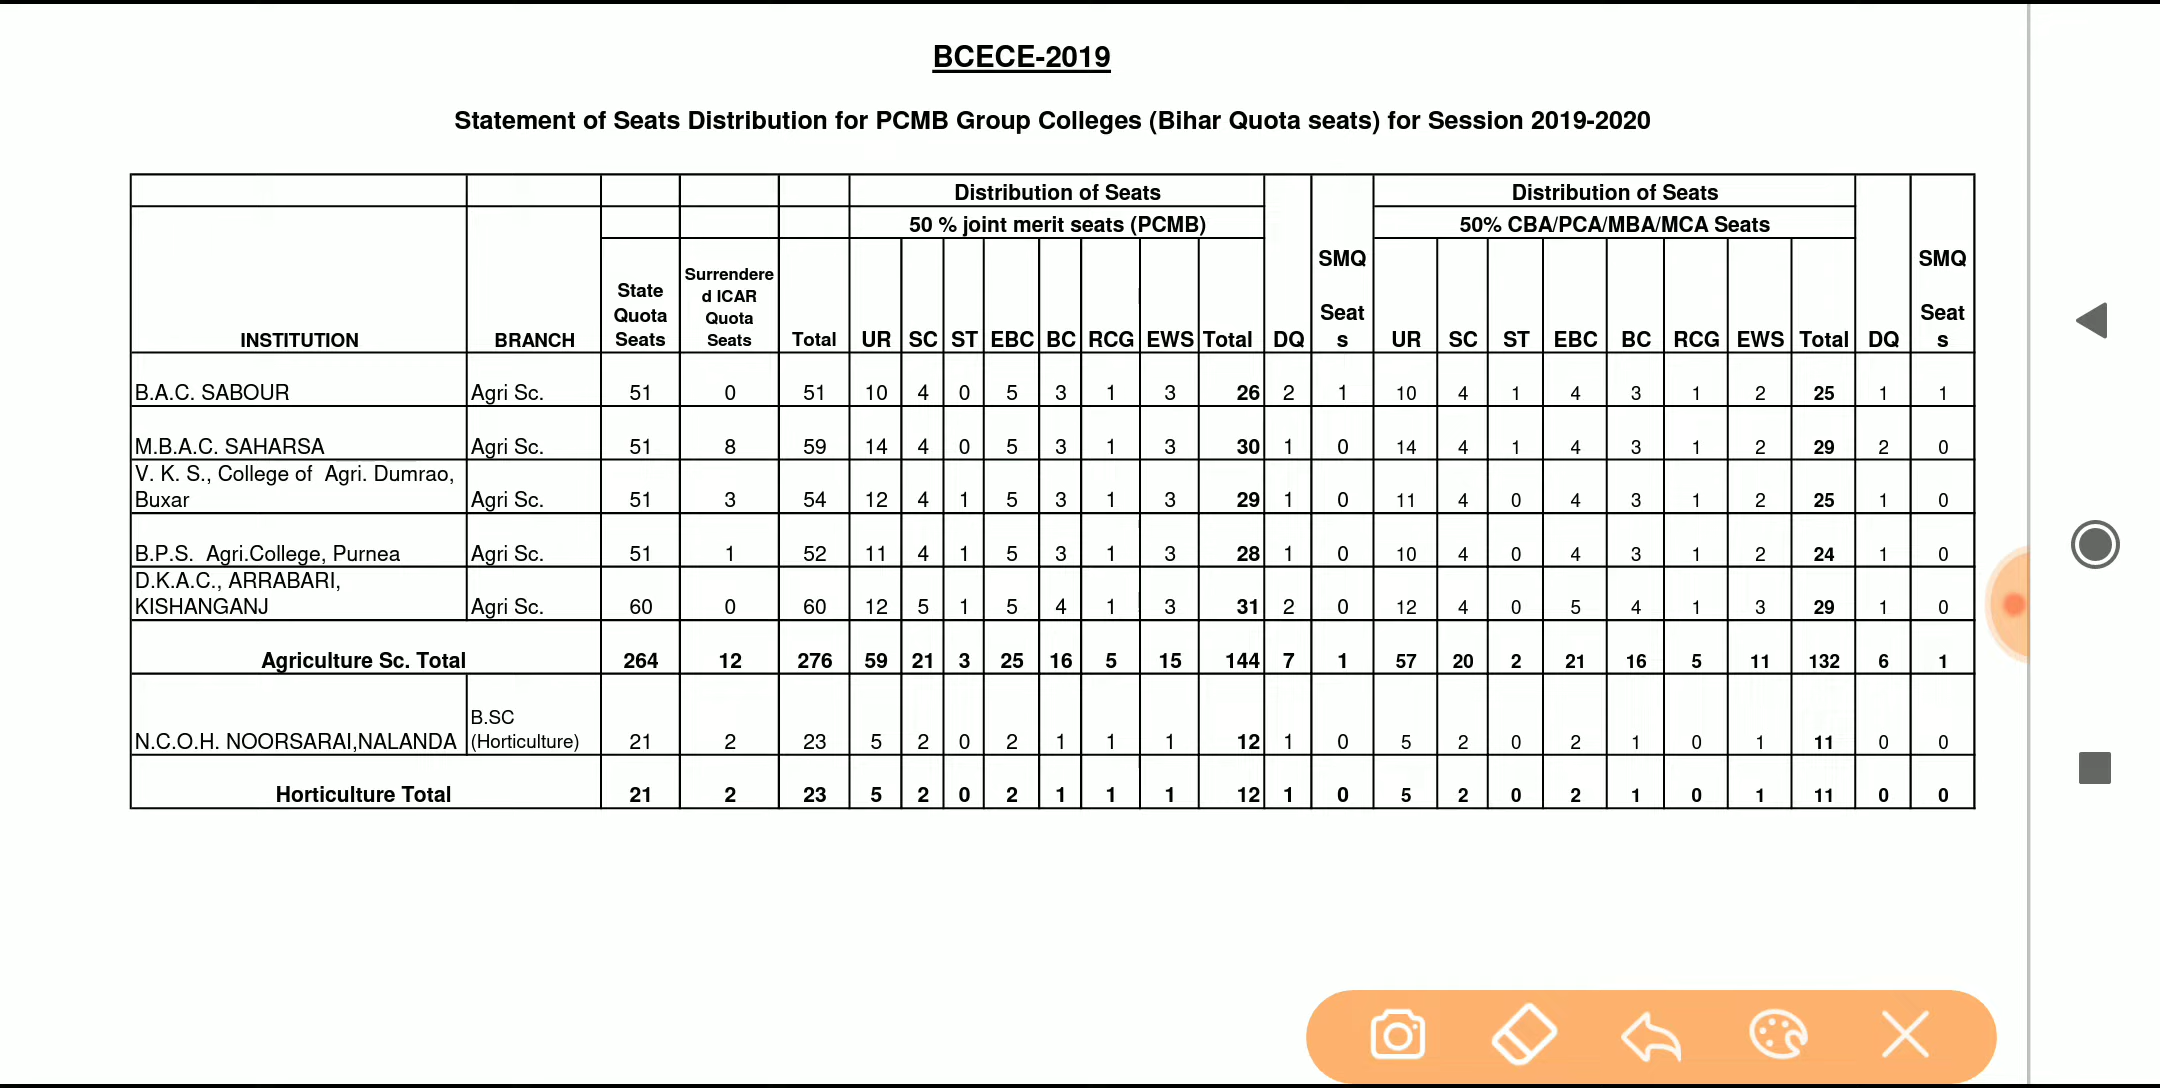 BCECE-2019
Statement of Seats Distribution for PCMB Group Colleges (Bihar Quota seats) for Session 2019-2020
Distribution of Seats Distribution of Seats
50 % joint merit seats (PCMB) 50% CBA/PCA/MBA/MCA Seats
INSTITUTION BRANCH State Quota Seats Surrendere d ICAR Quota Seats Total UR SC ST EBC BC RCG EWS Total DQ SMQ Seat s UR SC ST EBC BC RCG EWS Total DQ SMQ Seat s
B.A.C. SABOUR Agri Sc. 51 0 51 10 4 0 5 3 1 3 26 2 1 10 4 1 4 3 1 2 25 1 1
M.B.A.C. SAHARSA Agri Sc. 51 8 59 14 4 0 5 3 1 3 30 1 0 14 4 1 4 3 1 2 29 2 0
V. K. S., College of Agri. Dumrao,
Buxar Agri Sc. 51 3 54 12 4 1 5 3 1 3 29 1 0 11 4 0 4 3 1 2 25 1 0
B.P.S. Agri.College, Purnea Agri Sc. 51 1 52 11 4 1 5 3 1 3 28 1 0 10 4 0 4 3 1 2 24 1 0
D.K.A.C., ARRABARI,
KISHANGANJ Agri Sc. 60 0 60 12 5 1 5 4 1 3 31 2 0 12 4 0 5 4 1 3 29 1 0
Agriculture Sc. Total 264 12 276 59 21 3 25 16 5 15 144 7 1 57 20 2 21 16 5 11 132 6 1
B.SC
N.C.O.H. NOORSARAI,NALANDA (Horticulture) 21 2 23 5 2 0 2 1 1 1 12 1 0 5 2 0 2 1 0 1 11 0 0
Horticulture Total 21 2 23 5 2 0 2 1 1 1 12 1 0 5 2 0 2 1 0 1 11 0 0